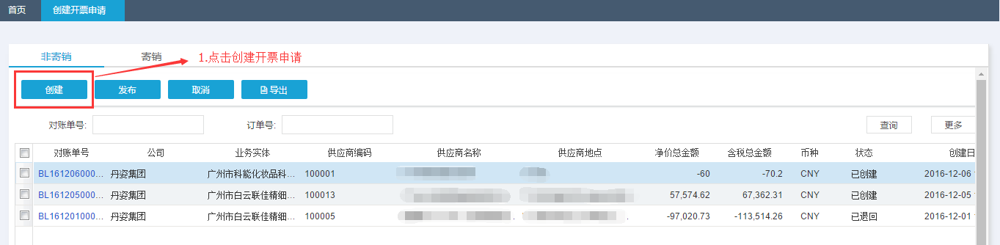 首页 创建开票申请
非寄销 寄销 1.点击创建开票申请
创建 发布 取消 导出
对账单号: 订单号: 查询 更多
对账单号 公司 业务实体 供应商编码 供应商名称 供应商地点 净价总金额 含税总金额 币种 状态 创建日
BL161206000... 丹姿集团 广州市科能化妆品科... 100001 -60 -70.2 CNY 已创建 2016-12-06
BL161205000... 丹姿集团 广州市白云联佳精细... 100013 57,574.62 67,362.31 CNY 已创建 2016-12-05
BL161201000... 丹姿集团 广州市白云联佳精细... 100005 -97,020.73 -113,514.26 CNY 已退回 2016-12-01